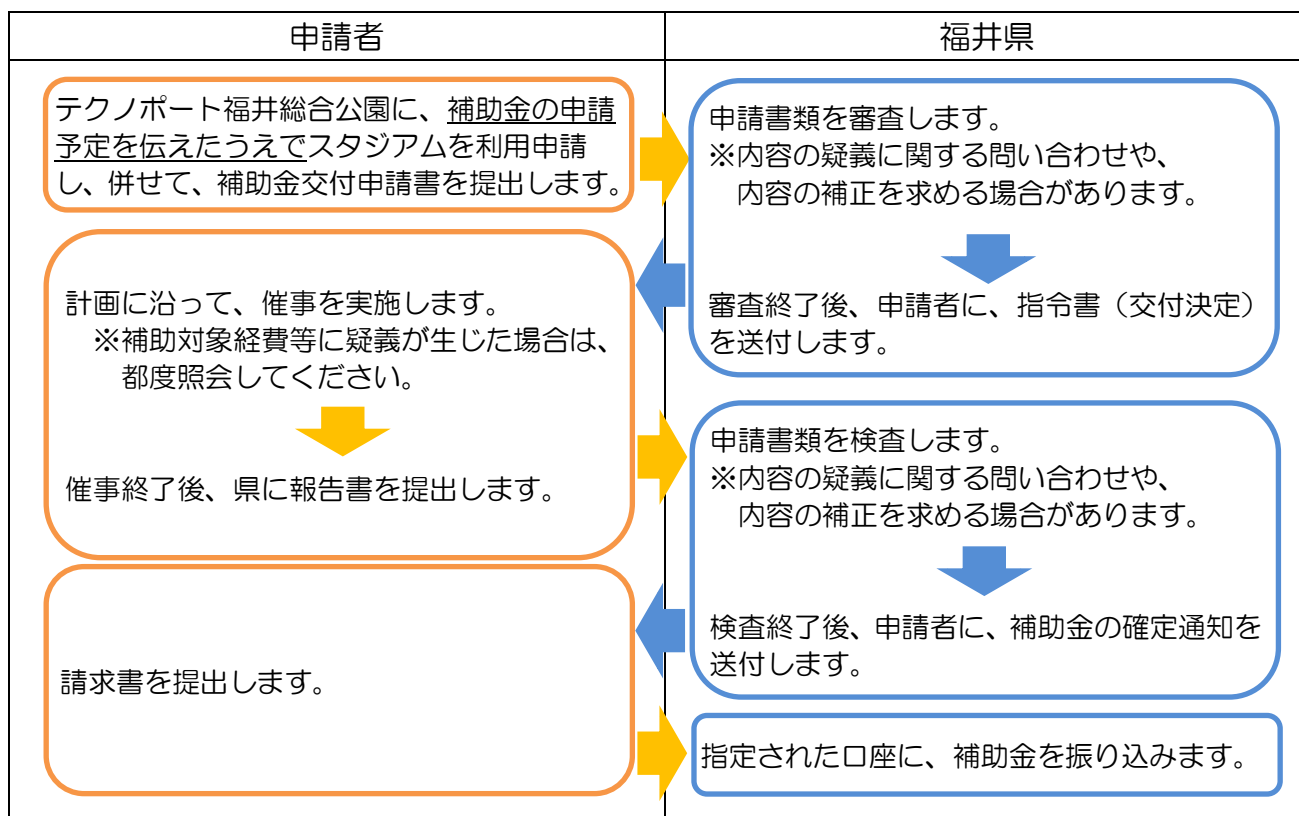 申請者
福井県
テクノポート福井総合公園に、補助金の申請
予定を伝えたうえでスタジアムを利用申請
し、併せて、補助金交付申請書を提出します。
申請書類を審査します。
※内容の疑義に関する問い合わせや、
内容の補正を求める場合があります。
審査終了後、申請者に、指令書（交付決定）
を送付します。
計画に沿って、催事を実施します。
※補助対象経費等に疑義が生じた場合は、
都度照会してください。
催事終了後、県に報告書を提出します。
申請書類を検査します。
※内容の疑義に関する問い合わせや、
内容の補正を求める場合があります。
検査終了後、申請者に、補助金の確定通知を
送付します。
請求書を提出します。
指定された口座に、補助金を振り込みます。